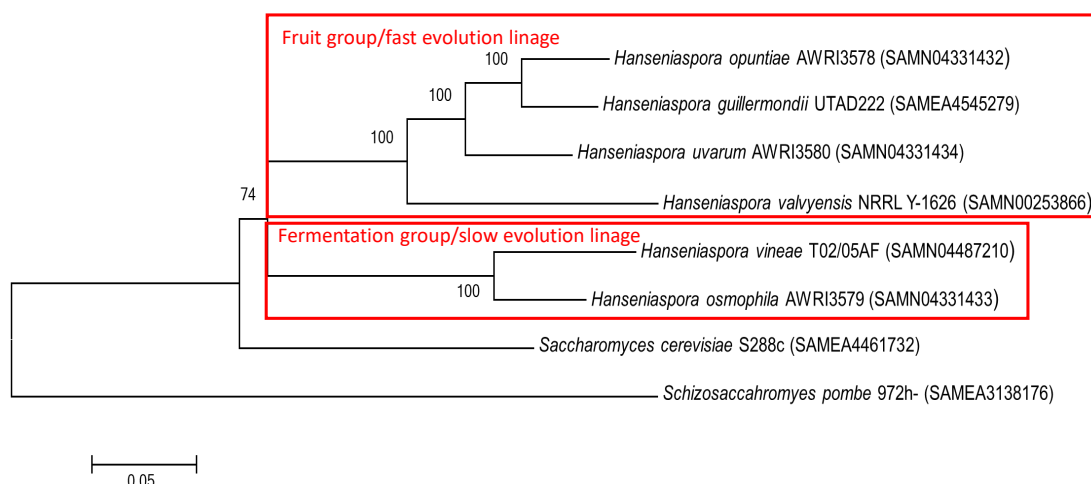 Fruit group/fast evolution linage
100
Hanseniaspora opuntiae AWRI3578 (SAMN04331432)
100
Hanseniaspora guillermondii UTAD222 (SAMEA4545279)
100
Hanseniaspora uvarum AWRI3580 (SAMN04331434)
74
Hanseniaspora valvyensis NRRL Y-1626 (SAMN00253866)
Fermentation group/slow evolution linage
Hanseniaspora vineae T02/05AF (SAMN04487210)
100
Hanseniaspora osmophila AWRI3579 (SAMN04331433)
Saccharomyces cerevisiae S288c (SAMEA4461732)
Schizosaccahromyes pombe 972h- (SAMEA3138176)
0.05